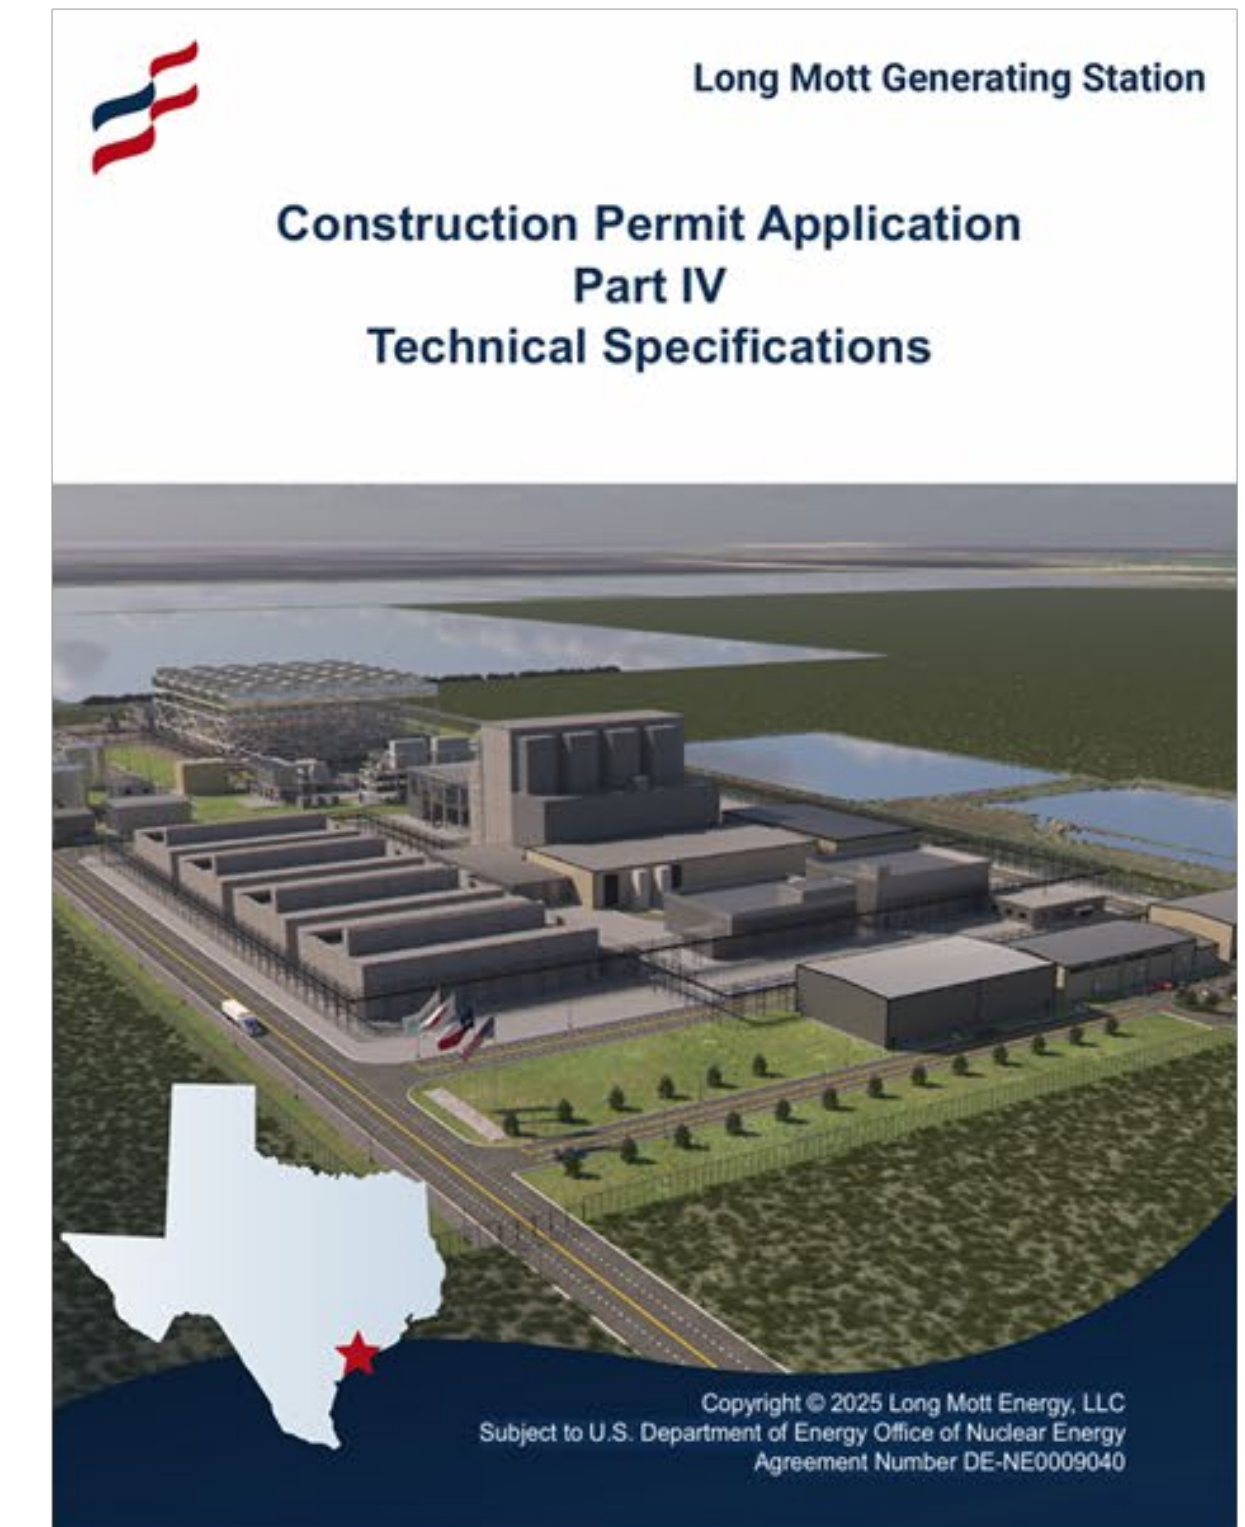 Long Mott Generating Station
Construction Permit Application
Part IV
Technical Specifications
Copyright © 2025 Long Mott Energy, LLC
Subject to U.S. Department of Energy Office of Nuclear Energy
Agreement Number DE-NE0009040